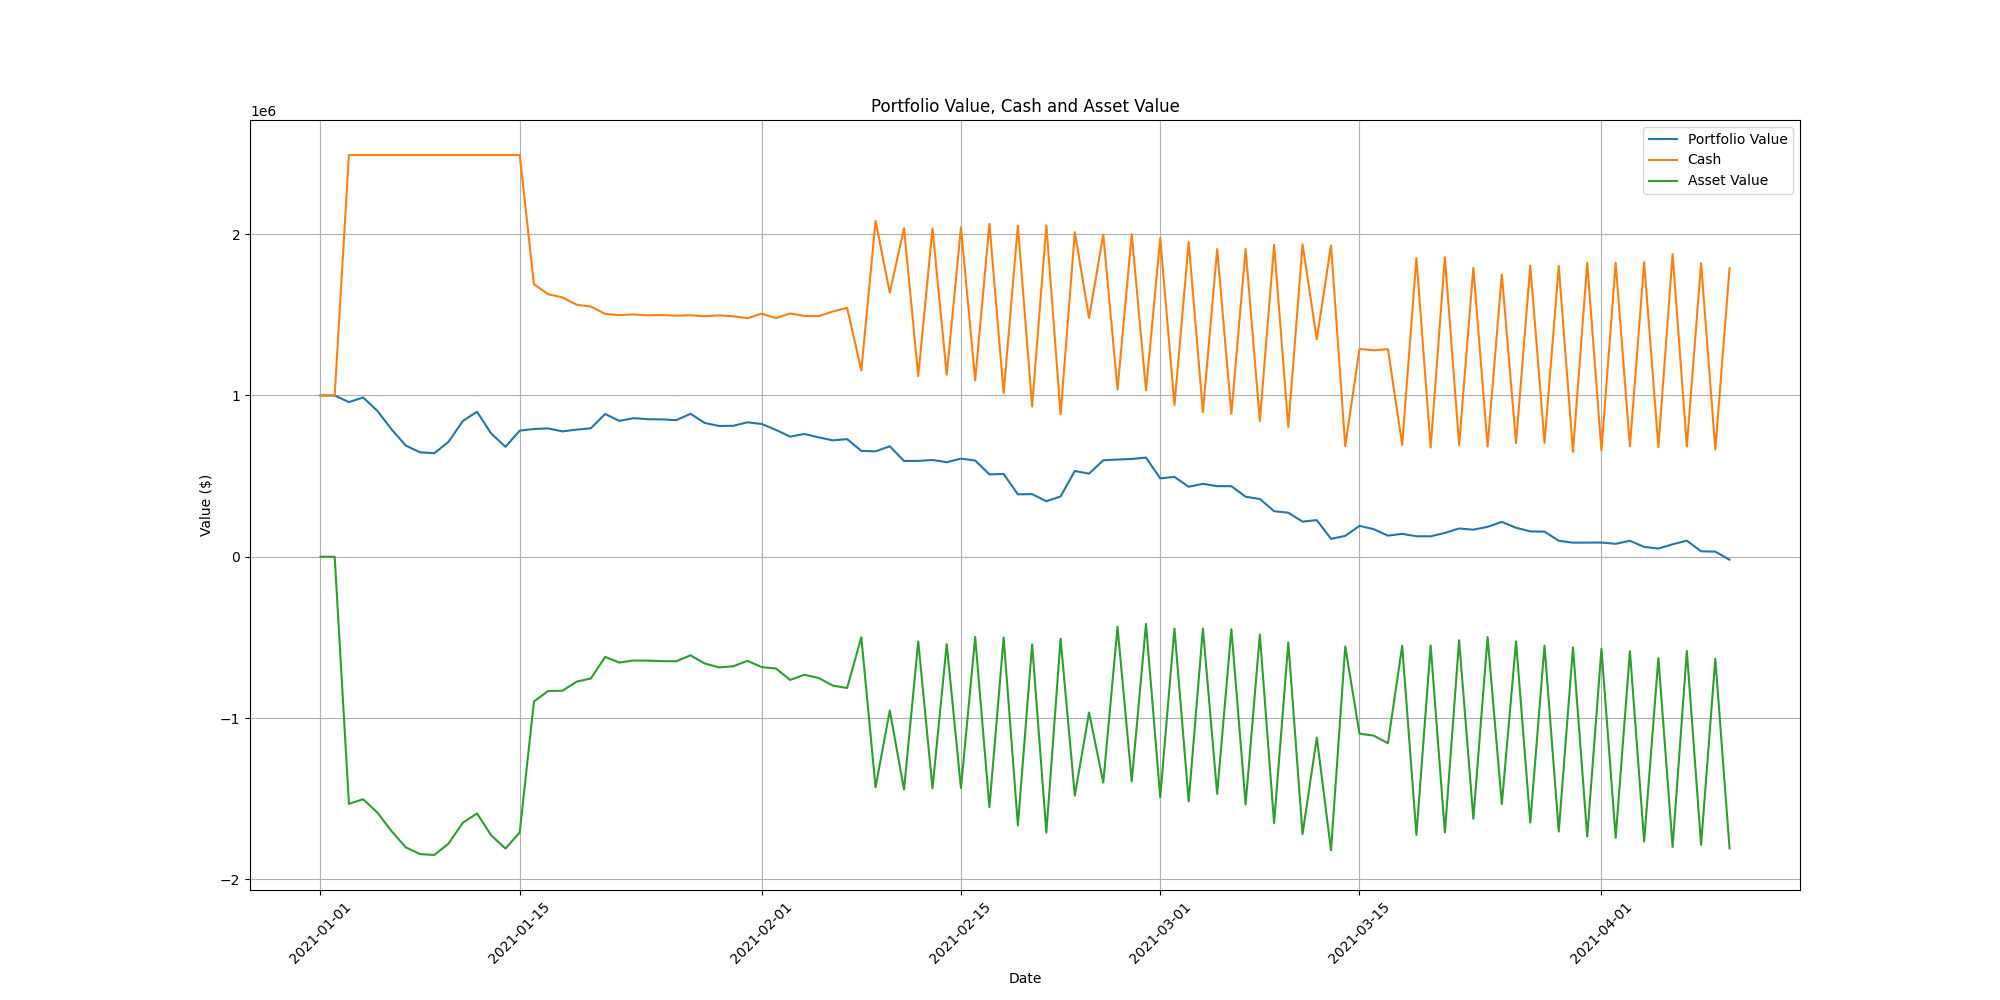 Portfolio Value, Cash and Asset Value
1e6
Portfolio Value
Cash
Asset Value
2
1
0
−1
−2
Value ($)
2021-01-01
2021-01-15
2021-02-01
2021-02-15
2021-03-01
2021-03-15
2021-04-01
Date